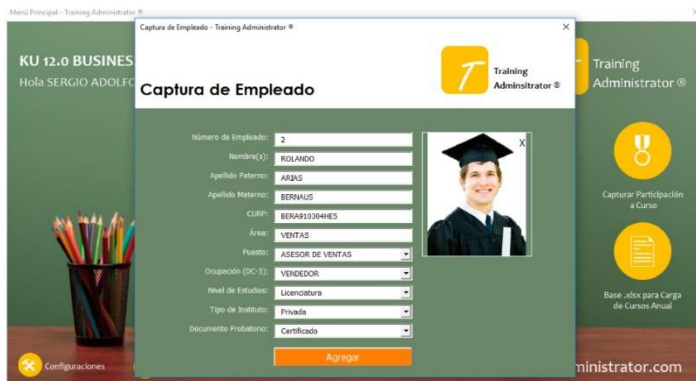 Menú Principal - Training Administrator ®
Captura de Empleado - Training Administrator ®
KU 12.0 BUSINES
Hola SERGIO ADOLFO
Captura de Empleado
T
Training
Adminsitrator ®
Training
Administrator ®
Número de Empleado: 2
Nombre(s): ROLANDO
Apellido Paterno: ARIAS
Apellido Materno: BERNAUS
CURP: BERA910304HES
Área: VENTAS
Puesto: ASESOR DE VENTAS
Ocupación (DC-3): VENDEDOR
Nivel de Estudios: Licenciatura
Tipo de Instituto: Privada
Documento Probatorio: Certificado
Agregar
X
Capturar Participación
a Curso
Base .xlsx para Carga
de Cursos Anual
Configuraciones
ministrator.com